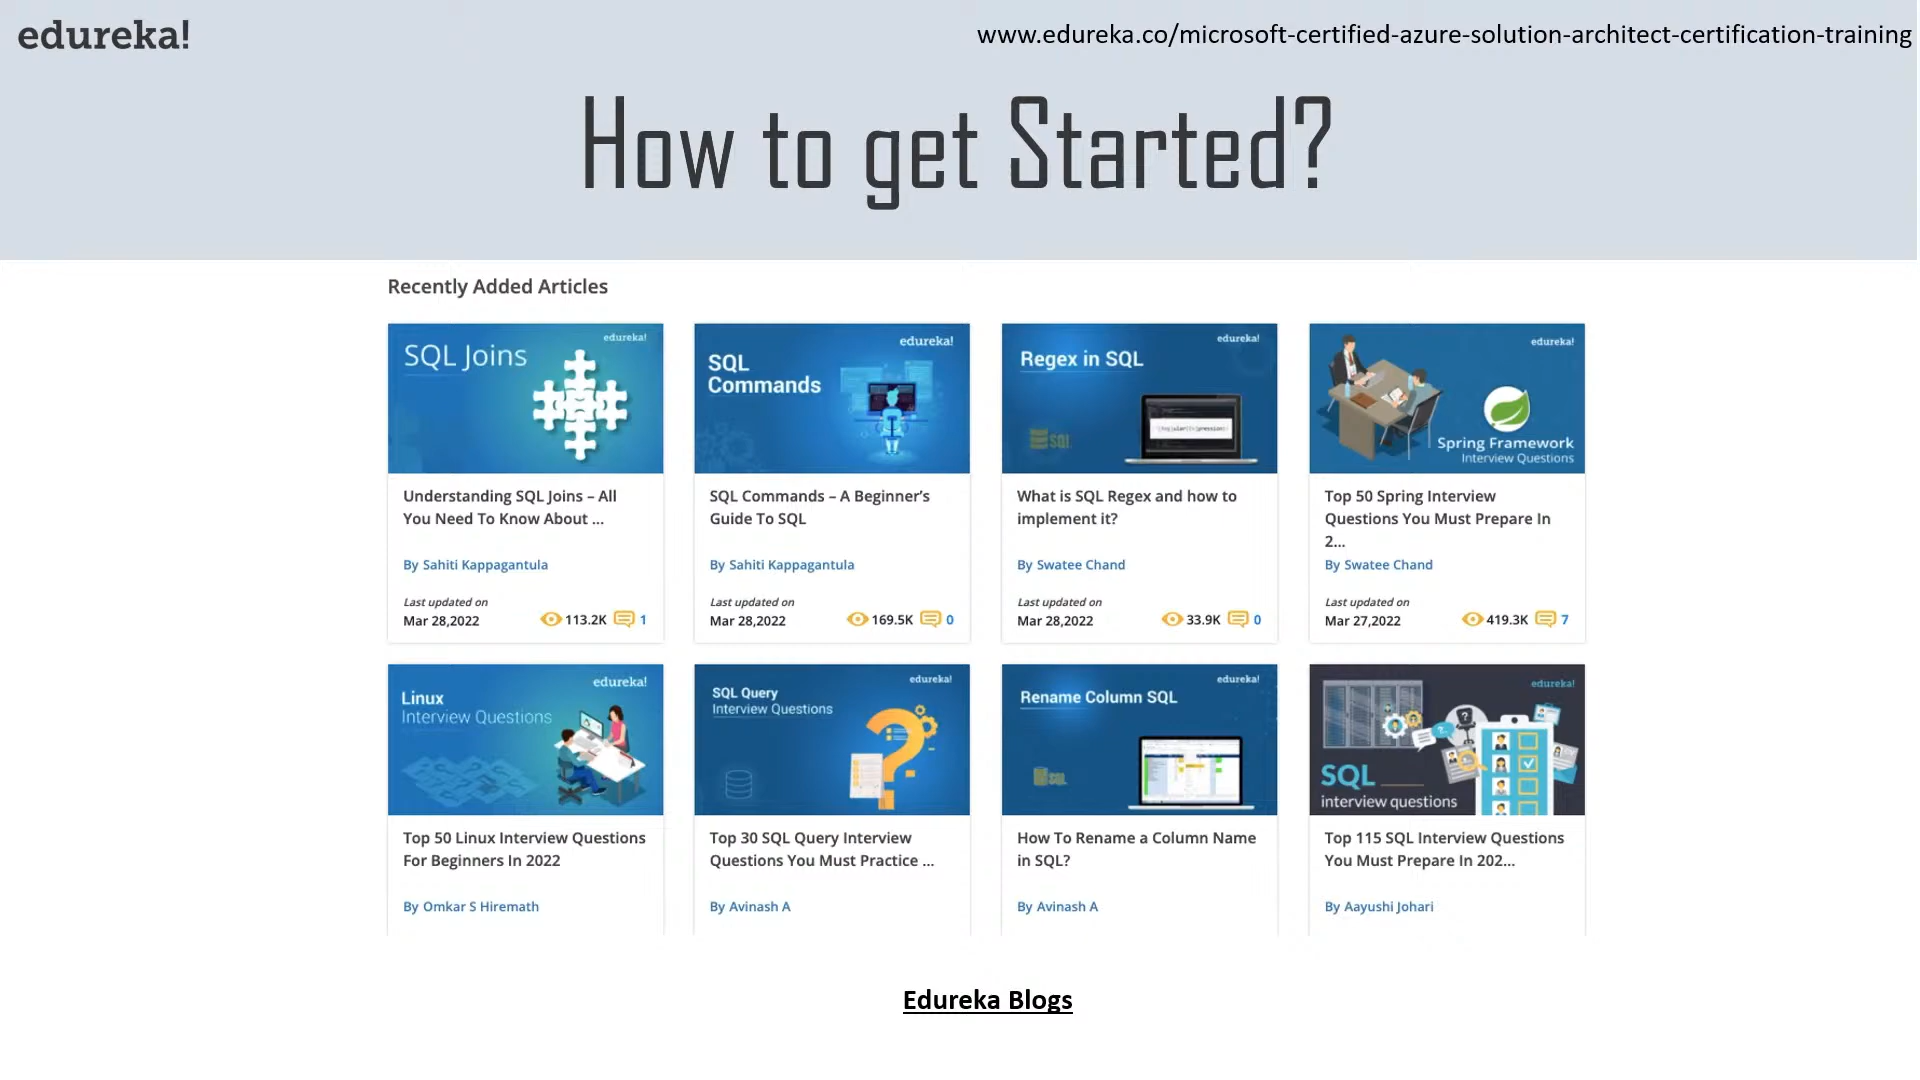 edureka!
www.edureka.co/microsoft-certified-azure-solution-architect-certification-training
How to get Started?
Recently Added Articles
edureka!
SQL Joins
edureka!
SQL
Commands
edureka!
Regex in SQL
SQL
edureka!
Spring Framework
Interview Questions
Understanding SQL Joins – All
You Need To Know About ...
By Sahiti Kappagantula
Last updated on
Mar 28,2022
113.2K
1
SQL Commands – A Beginner's
Guide To SQL
By Sahiti Kappagantula
Last updated on
Mar 28,2022
169.5K
0
What is SQL Regex and how to
implement it?
By Swatee Chand
Last updated on
Mar 28,2022
33.9K
0
Top 50 Spring Interview
Questions You Must Prepare In
2...
By Swatee Chand
Last updated on
Mar 27,2022
419.3K
7
edureka!
Linux
Interview Questions
edureka!
SQL Query
Interview Questions
edureka!
Rename Column SQL
SQL
edureka!
SQL
interview questions
Top 50 Linux Interview Questions
For Beginners In 2022
By Omkar S Hiremath
Top 30 SQL Query Interview
Questions You Must Practice ...
By Avinash A
How To Rename a Column Name
in SQL?
By Avinash A
Top 115 SQL Interview Questions
You Must Prepare In 202...
By Aayushi Johari
Edureka Blogs